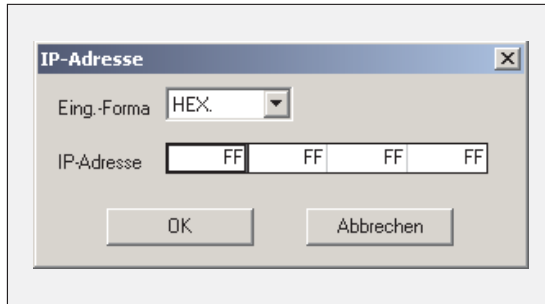 IP-Adresse
Eing.-Forma HEX.
IP-Adresse FF FF FF FF
OK Abbrechen